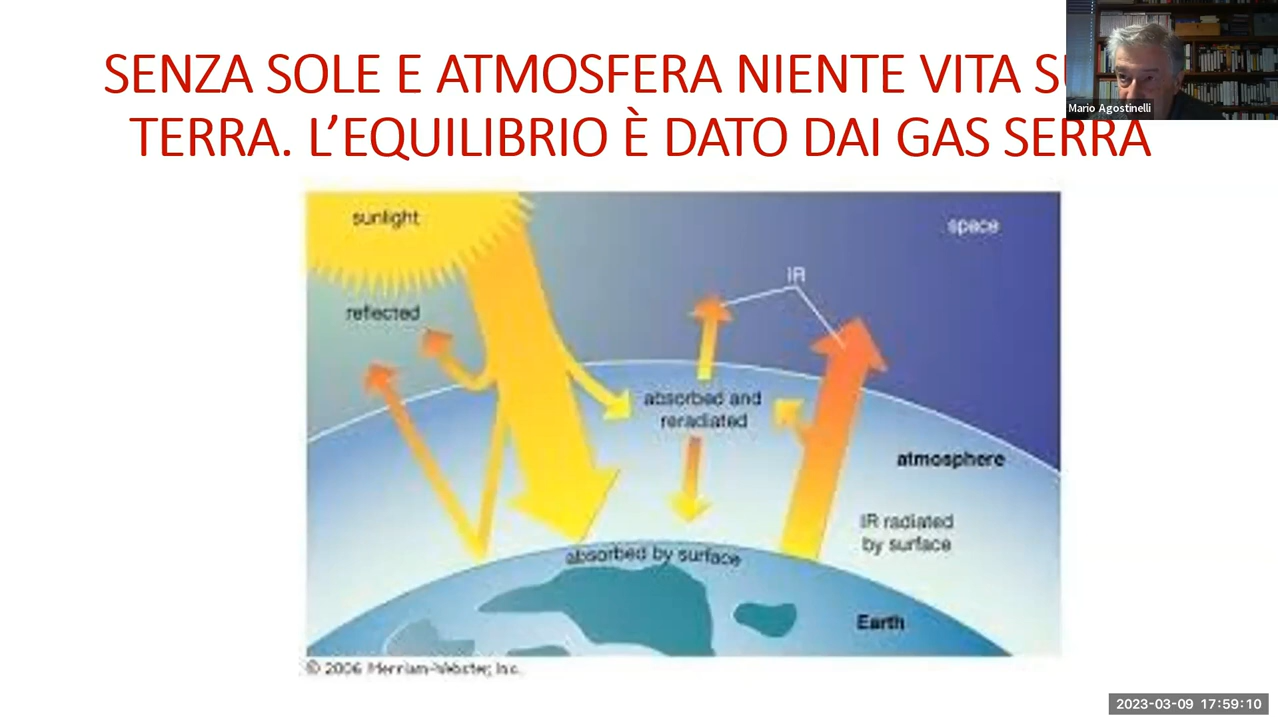 SENZA SOLE E ATMOSFERA NIENTE VITA
TERRA. L'EQUILIBRIO È DATO DAI GAS SERRA
Mario Agostinelli
sunlight
space
IR
reflected
absorbed and
reradiated
atmosphere
IR radiated
by surface
absorbed by surface
Earth
© 2006 Merriam-Webster, Inc.
2023-03-09 17:59:10